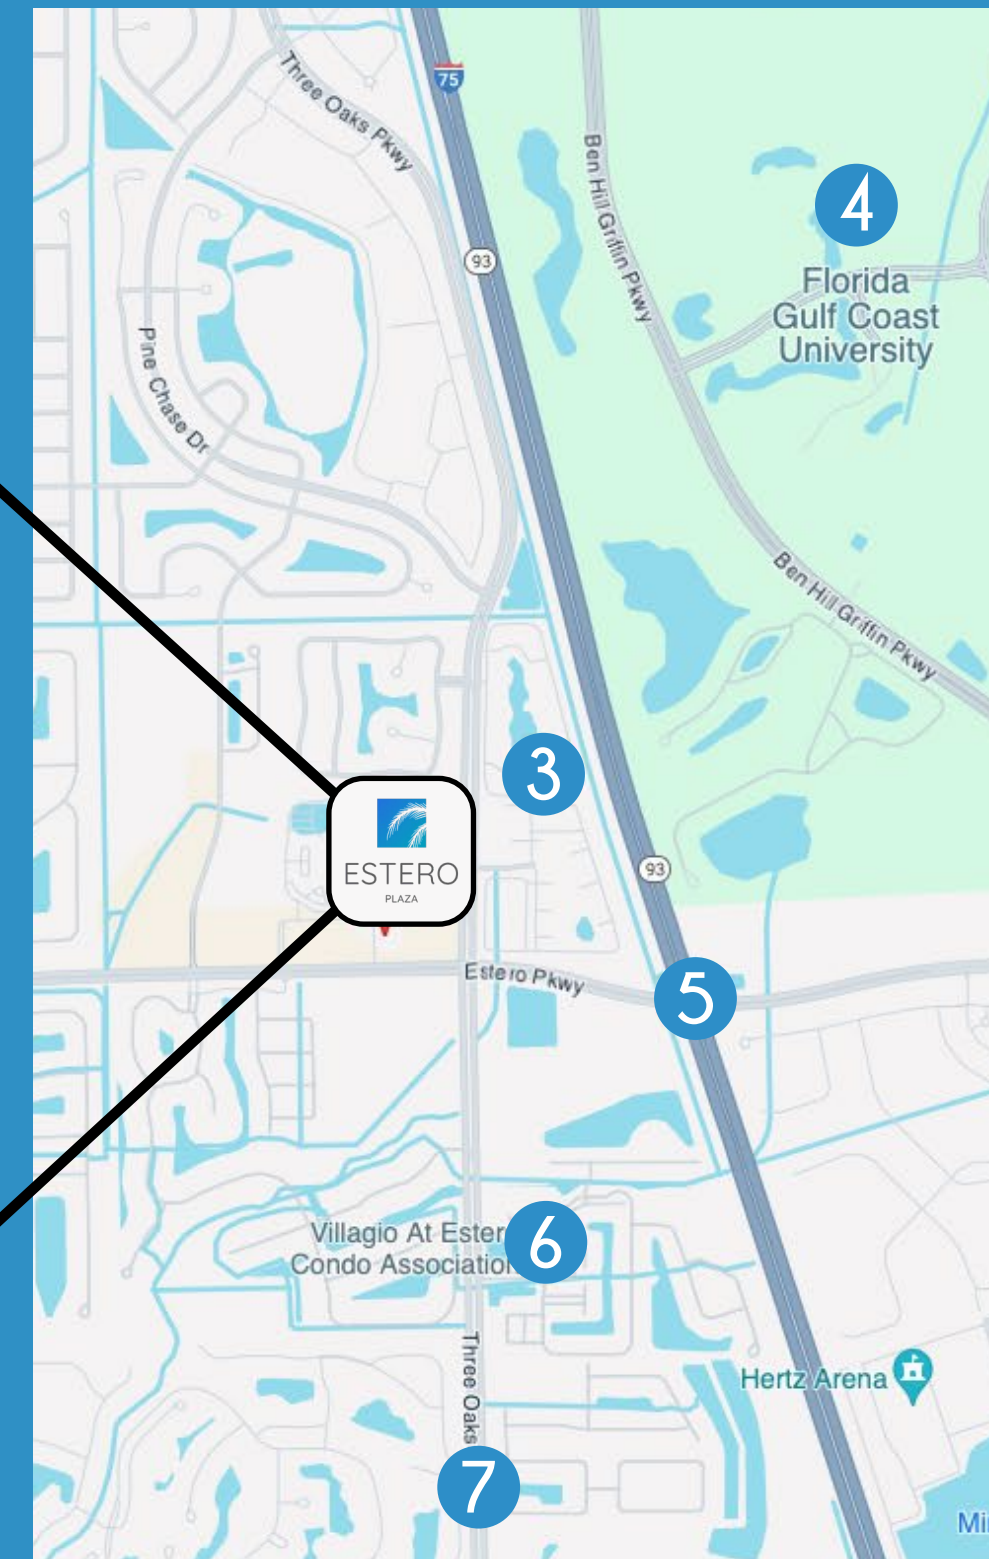 75
Three Oaks Pkwy
Ben Hill Griffin Pkwy
4
93
Florida
Gulf Coast
University
Pine Chase Dr
Ben Hill Griffin Pkwy
3
ESTERO
PLAZA
93
Estero Pkwy
5
Villagio At Ester
Condo Association
6
Three Oaks
Hertz Arena
7
Mi